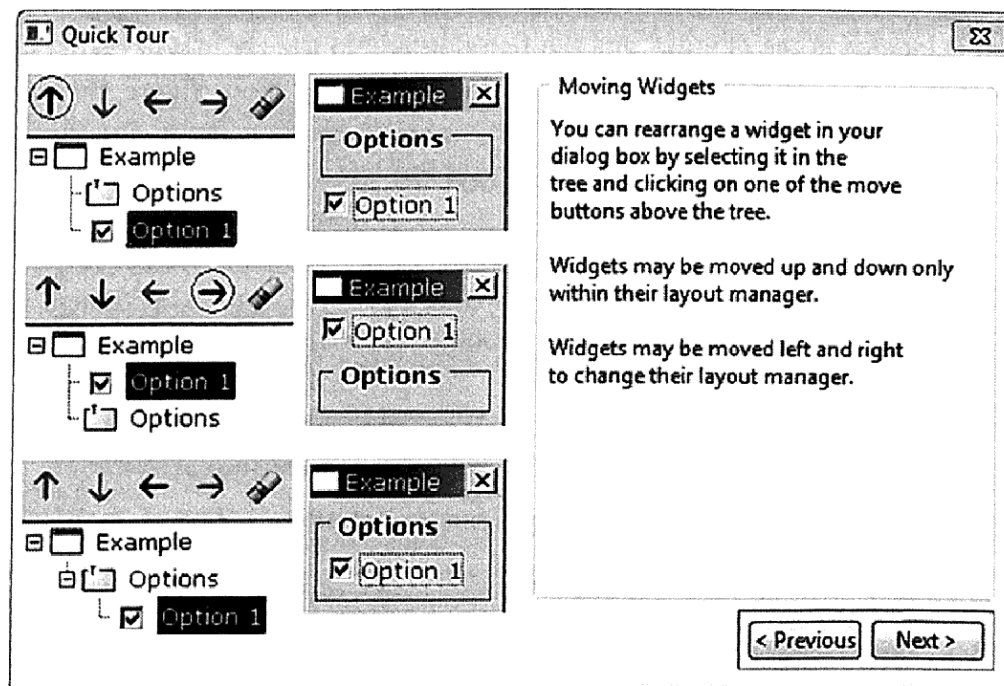 Quick Tour
Example
Options
Option 1
Example
Options
Option 1
Example
Option 1
Options
Example
Option 1
Options
Example
Options
Option 1
Example
Options
Option 1
Moving Widgets
You can rearrange a widget in your
dialog box by selecting it in the
tree and clicking on one of the move
buttons above the tree.
Widgets may be moved up and down only
within their layout manager.
Widgets may be moved left and right
to change their layout manager.
< Previous
Next >